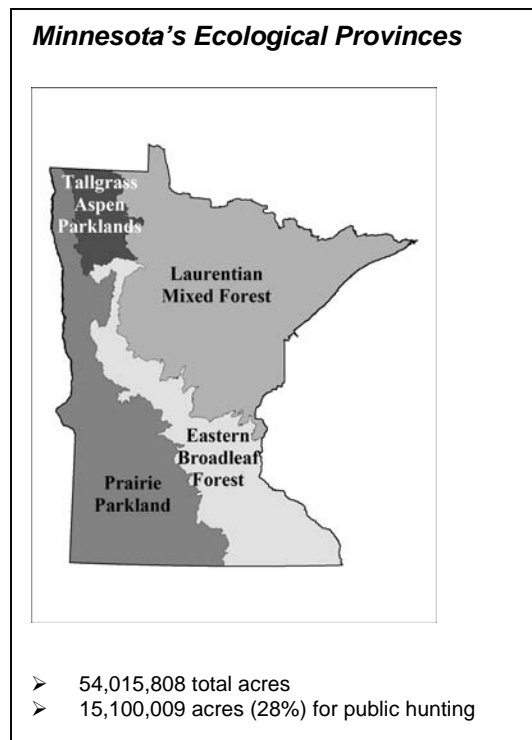 Minnesota's Ecological Provinces
Tallgrass
Aspen
Parklands
Laurentian
Mixed Forest
Eastern
Broadleaf
Forest
Prairie
Parkland
➢ 54,015,808 total acres
➢ 15,100,009 acres (28%) for public hunting